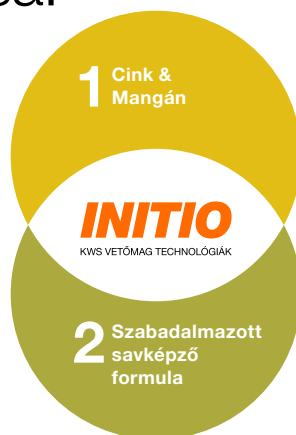 1 Cink &
Mangán
INITIO
KWS VETŐMAG TECHNOLÓGIÁK
2 Szabadalmazott
savképző
formula